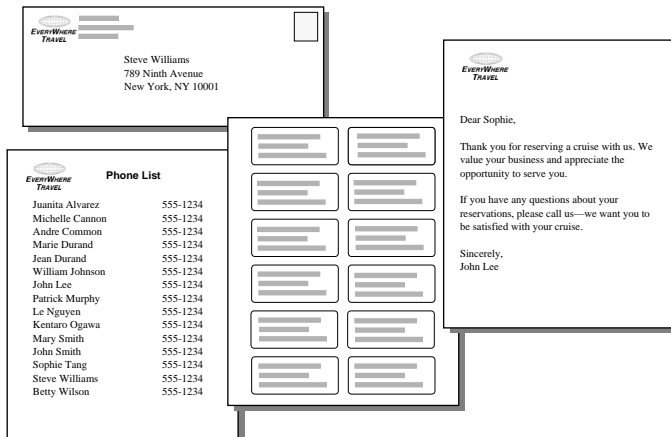 EVERYWHERE
TRAVEL
Steve Williams
789 Ninth Avenue
New York, NY 10001
EVERYWHERE
TRAVEL
Phone List
Juanita Alvarez 555-1234
Michelle Cannon 555-1234
Andre Common 555-1234
Marie Durand 555-1234
Jean Durand 555-1234
William Johnson 555-1234
John Lee 555-1234
Patrick Murphy 555-1234
Le Nguyen 555-1234
Kentaro Ogawa 555-1234
Mary Smith 555-1234
John Smith 555-1234
Sophie Tang 555-1234
Steve Williams 555-1234
Betty Wilson 555-1234
EVERYWHERE
TRAVEL
Dear Sophie,
Thank you for reserving a cruise with us. We
value your business and appreciate the
opportunity to serve you.
If you have any questions about your
reservations, please call us—we want you to
be satisfied with your cruise.
Sincerely,
John Lee